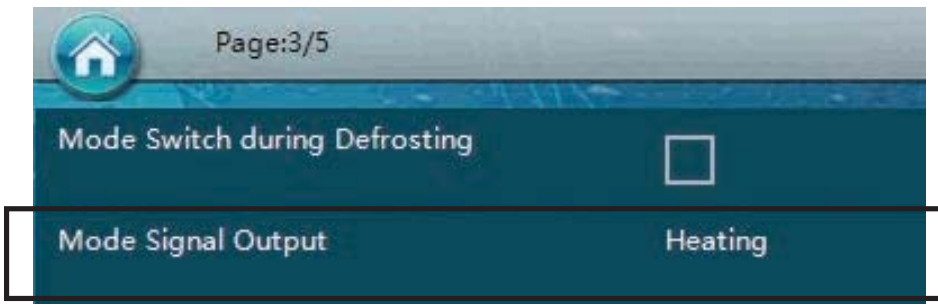 Page:3/5
Mode Switch during Defrosting
Mode Signal Output Heating